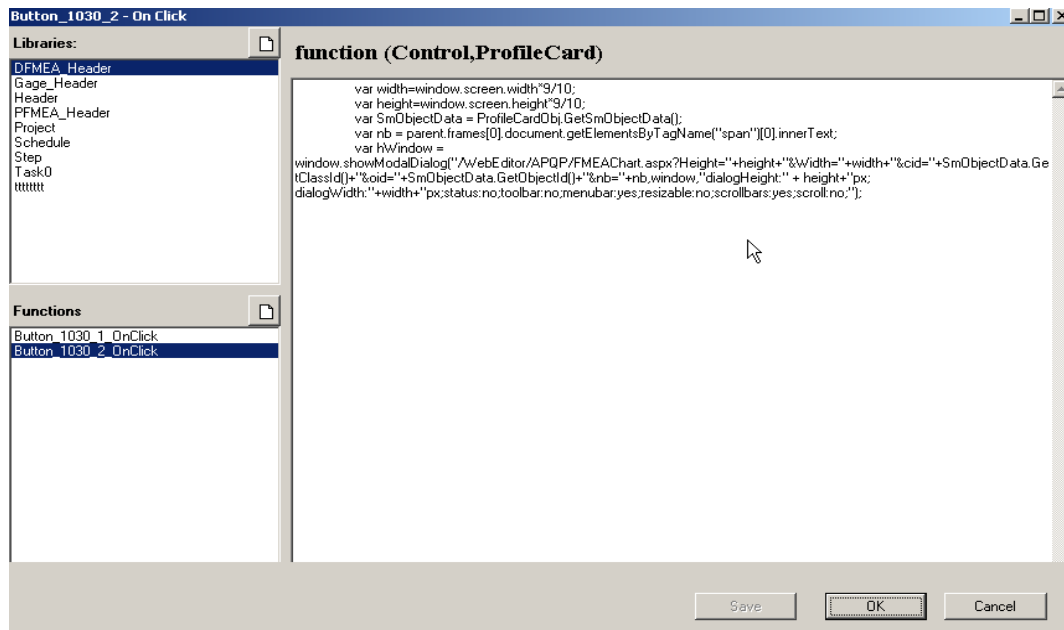 Button_1030_2 - On Click
Libraries:
DFMEA_Header
Gage_Header
Header
PFMEA_Header
Project
Schedule
Step
Task0
tttttttt
Functions
Button_1030_1_OnClick
Button_1030_2_OnClick
function (Control,ProfileCard)
var width=window.screen.width*9/10;
var height=window.screen.height*9/10;
var SmObjectData = ProfileCardObj.GetSmObjectData();
var nb = parent.frames[0].document.getElementsByTagName("span")[0].innerText;
var hWindow =
window.showModalDialog("/WebEditor/APQP/FMEAChart.aspx?Height="+height+"&Width="+width+"&cid="+SmObjectData.Ge
tClassId()+"&oid="+SmObjectData.GetObjectId()+"&nb="+nb,window,"dialogHeight:" + height+"px;
dialogWidth:"+width+"px;status:no;toolbar:no;menubar:yes;resizable:no;scrollbars:yes;scroll:no;");
Save
OK
Cancel